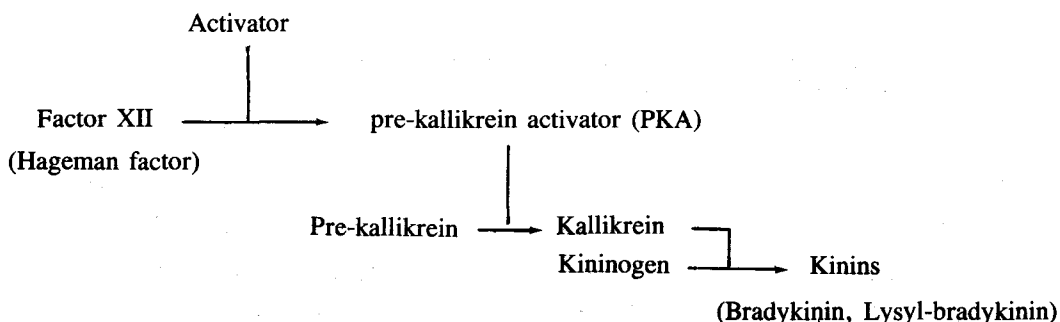 Activator
Factor XII pre-kallikrein activator (PKA)
(Hageman factor)
Pre-kallikrein Kallikrein
Kininogen Kinins
(Bradykinin, Lysyl-bradykinin)